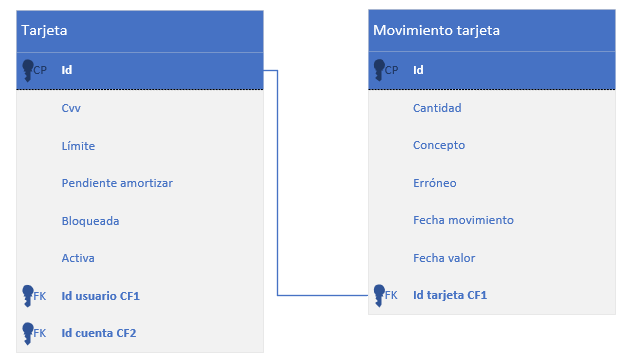 Tarjeta
CP Id
Cvv
Límite
Pendiente amortizar
Bloqueada
Activa
FK Id usuario CF1
FK Id cuenta CF2
Movimiento tarjeta
CP Id
Cantidad
Concepto
Erróneo
Fecha movimiento
Fecha valor
FK Id tarjeta CF1